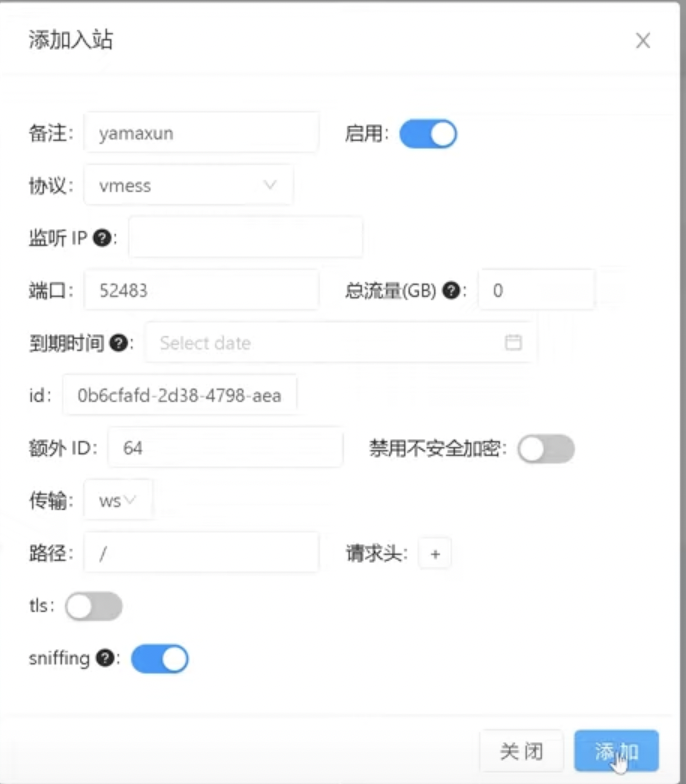 添加入站
备注: yamaxun 启用:
协议: vmess
监听 IP ?:
端口: 52483 总流量(GB) ?: 0
到期时间 ?: Select date
id: 0b6cfafd-2d38-4798-aea
额外 ID: 64 禁用不安全加密:
传输: ws
路径: / 请求头: +
tls:
sniffing ?:
关闭 添加